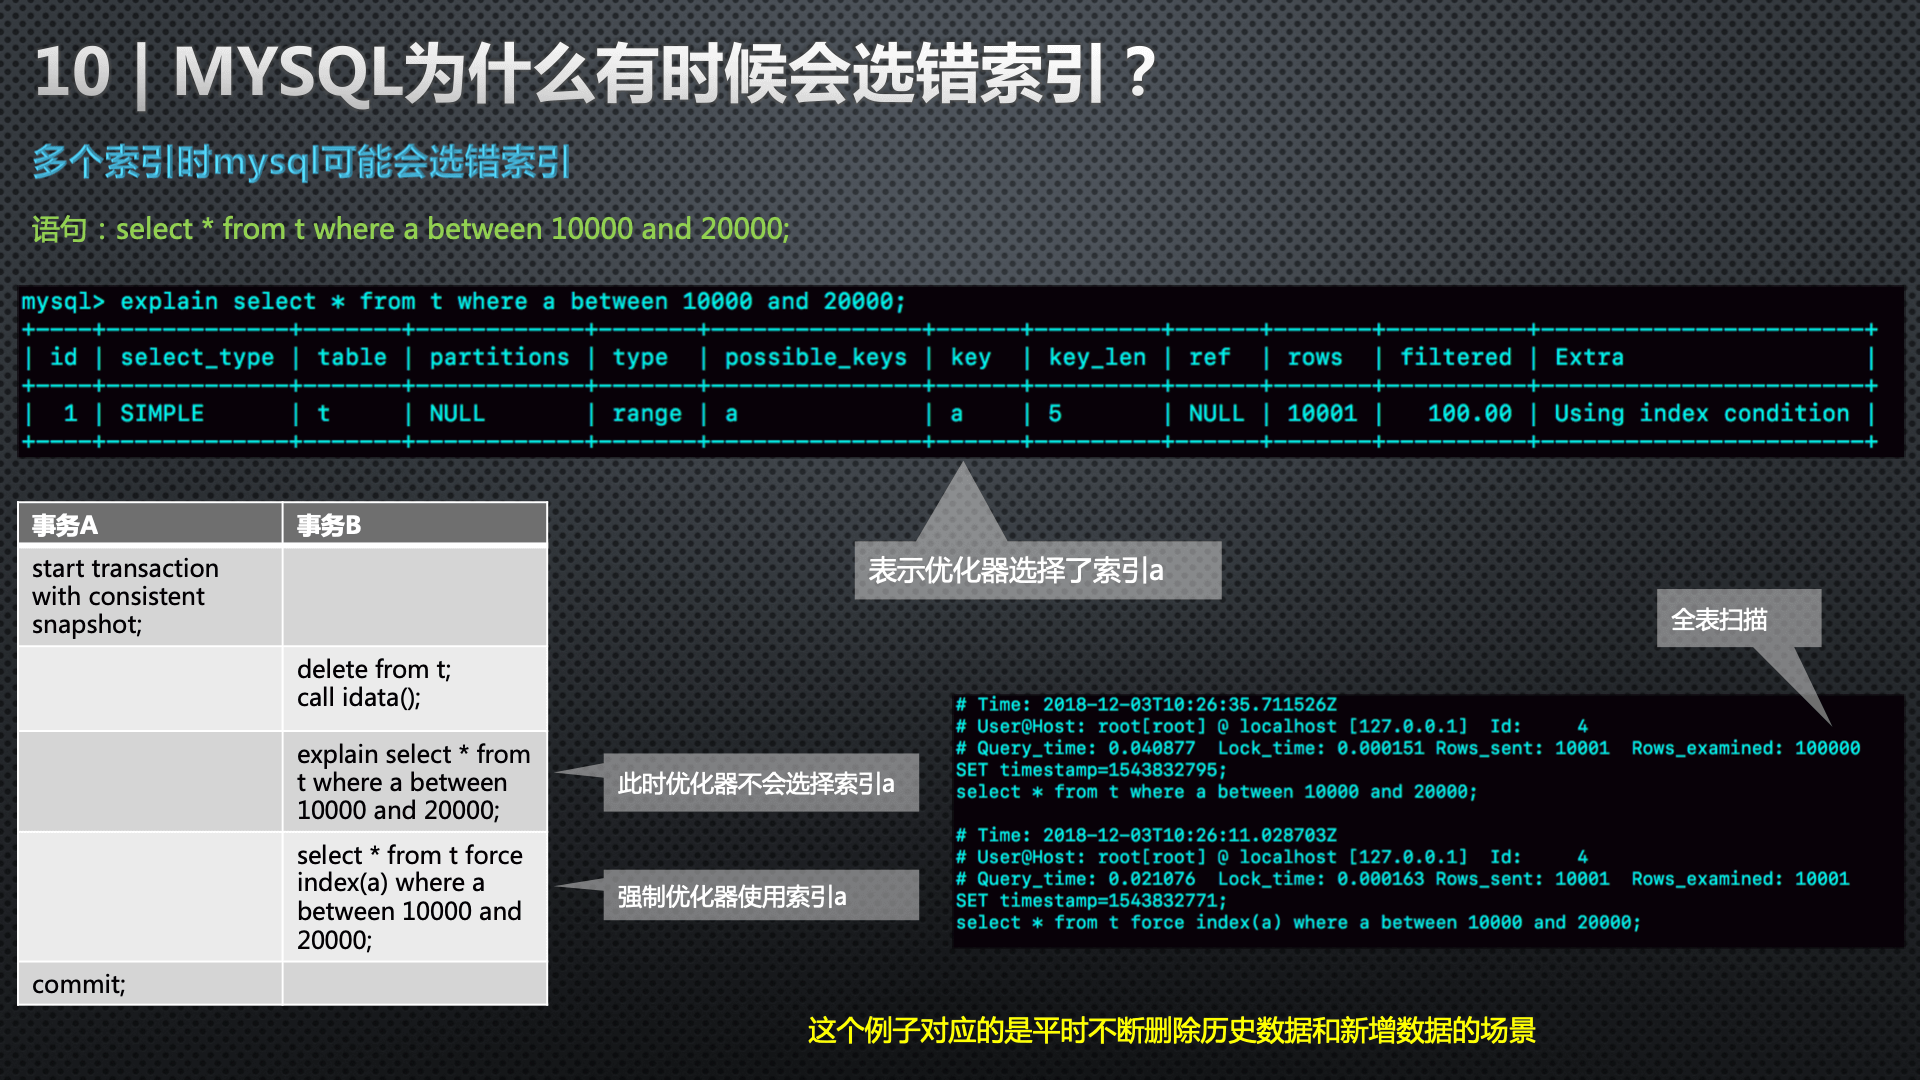 10 | MYSQL为什么有时候会选错索引？
多个索引时mysql可能会选错索引
语句：select * from t where a between 10000 and 20000;
mysql> explain select * from t where a between 10000 and 20000;
+----+-------------+-------+------------+-------+---------------+------+---------+------+-------+----------+-----------------------+
| id | select_type | table | partitions | type  | possible_keys | key  | key_len | ref  | rows  | filtered | Extra                 |
+----+-------------+-------+------------+-------+---------------+------+---------+------+-------+----------+-----------------------+
|  1 | SIMPLE      | t     | NULL       | range | a             | a    | 5       | NULL | 10001 |   100.00 | Using index condition |
+----+-------------+-------+------------+-------+---------------+------+---------+------+-------+----------+-----------------------+
表示优化器选择了索引a
事务A 事务B
start transaction
with consistent
snapshot;
delete from t;
call idata();
explain select * from
t where a between
10000 and 20000;
此时优化器不会选择索引a
select * from t force
index(a) where a
between 10000 and
20000;
强制优化器使用索引a
commit;
全表扫描
# Time: 2018-12-03T10:26:35.711526Z
# User@Host: root[root] @ localhost [127.0.0.1]  Id:     4
# Query_time: 0.040877  Lock_time: 0.000151 Rows_sent: 10001  Rows_examined: 100000
SET timestamp=1543832795;
select * from t where a between 10000 and 20000;
# Time: 2018-12-03T10:26:11.028703Z
# User@Host: root[root] @ localhost [127.0.0.1]  Id:     4
# Query_time: 0.021076  Lock_time: 0.000163 Rows_sent: 10001  Rows_examined: 10001
SET timestamp=1543832771;
select * from t force index(a) where a between 10000 and 20000;
这个例子对应的是平时不断删除历史数据和新增数据的场景